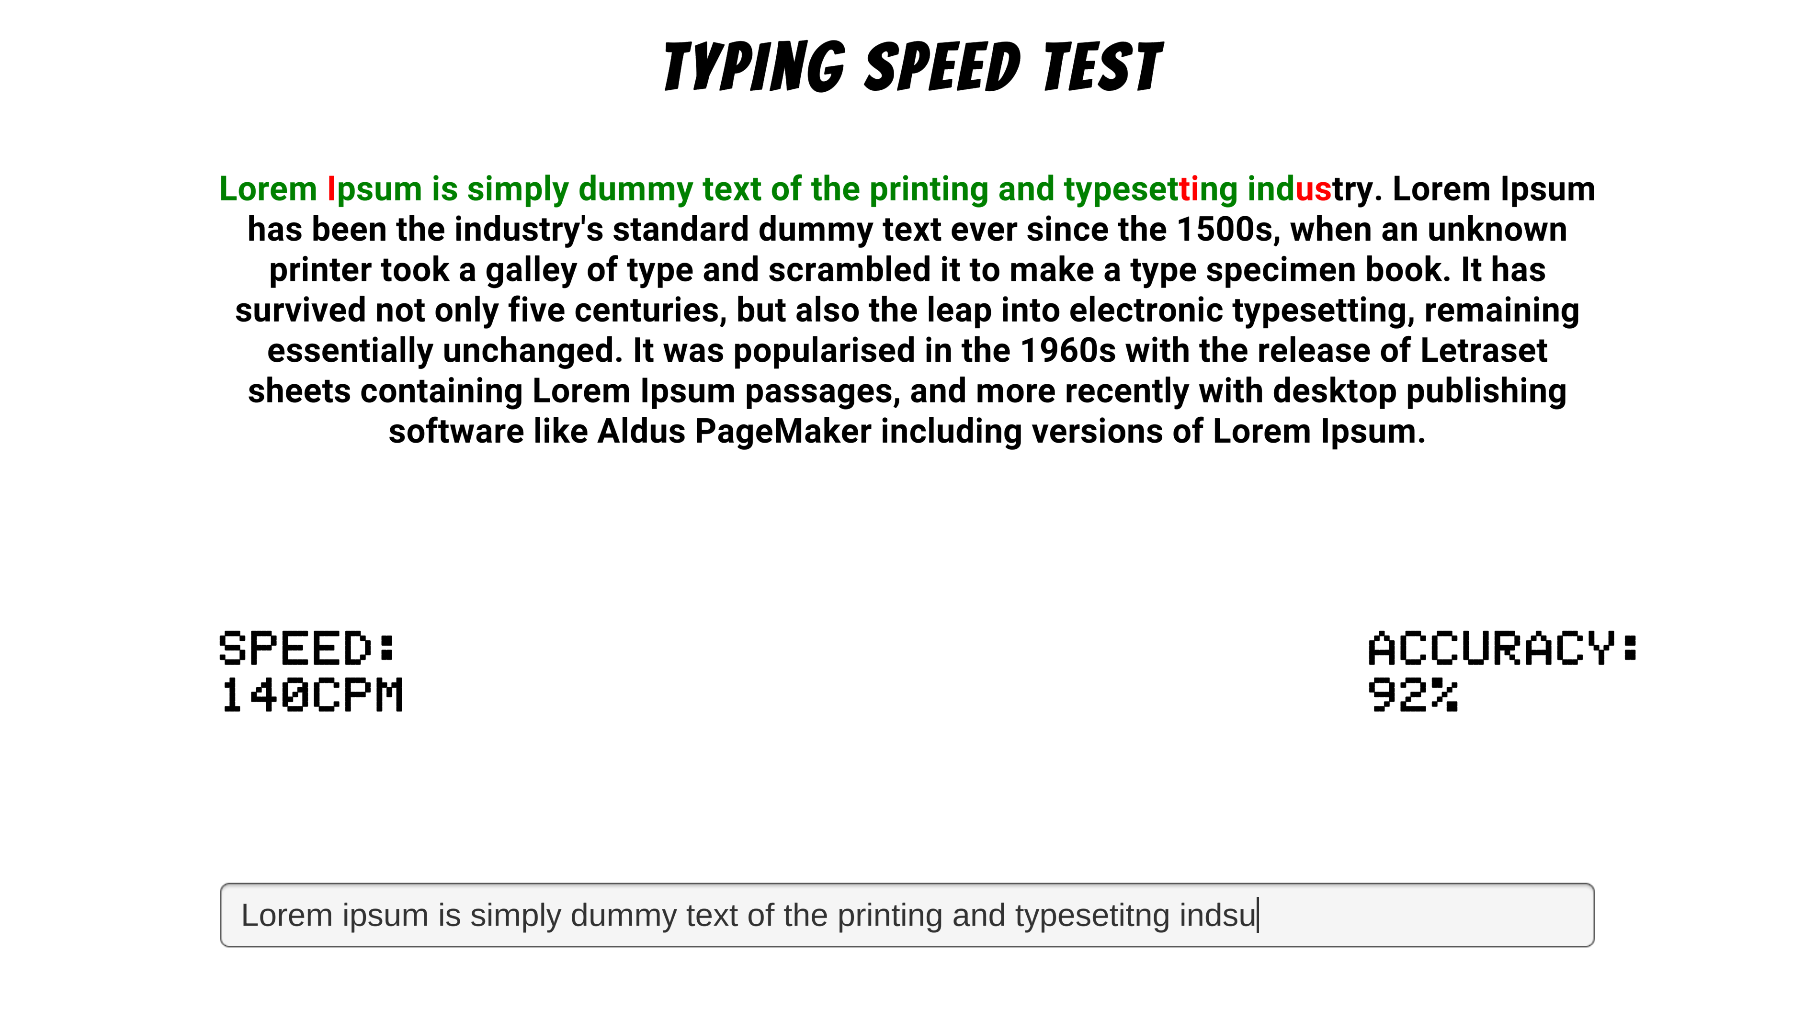 TYPING SPEED TEST
Lorem Ipsum is simply dummy text of the printing and typesetting industry. Lorem Ipsum
has been the industry's standard dummy text ever since the 1500s, when an unknown
printer took a galley of type and scrambled it to make a type specimen book. It has
survived not only five centuries, but also the leap into electronic typesetting, remaining
essentially unchanged. It was popularised in the 1960s with the release of Letraset
sheets containing Lorem Ipsum passages, and more recently with desktop publishing
software like Aldus PageMaker including versions of Lorem Ipsum.
SPEED:
140CPM
ACCURACY:
92%
Lorem ipsum is simply dummy text of the printing and typesetitng indsu